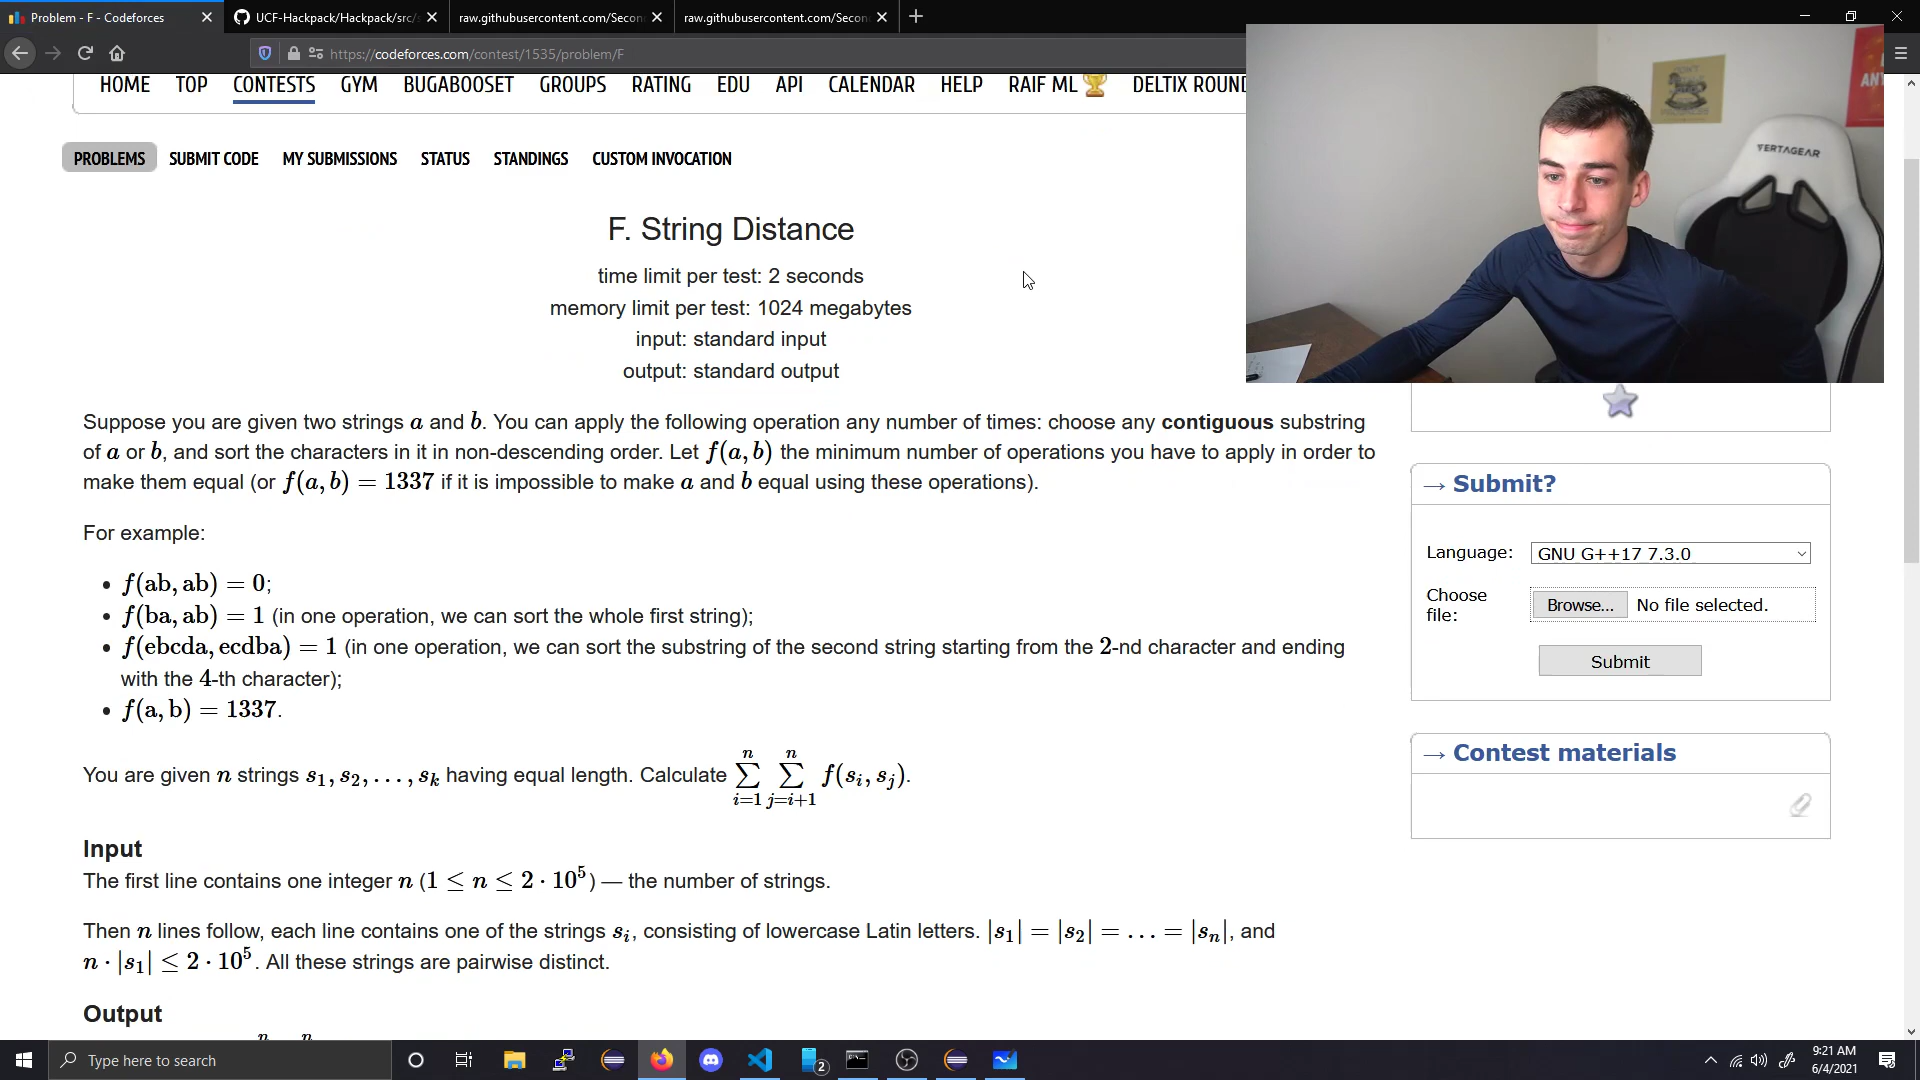 Problem - F - Codeforces
UCF-Hackpack/Hackpack/src/
raw.githubusercontent.com/Secon
raw.githubusercontent.com/Secon
https://codeforces.com/contest/1535/problem/F
HOME TOP CONTESTS GYM BUGABOOSET GROUPS RATING EDU API CALENDAR HELP RAIF ML DELTIX ROUND
VERTAGEAR
PROBLEMS SUBMIT CODE MY SUBMISSIONS STATUS STANDINGS CUSTOM INVOCATION
F. String Distance
time limit per test: 2 seconds
memory limit per test: 1024 megabytes
input: standard input
output: standard output
Suppose you are given two strings a and b. You can apply the following operation any number of times: choose any contiguous substring
of a or b, and sort the characters in it in non-descending order. Let f(a, b) the minimum number of operations you have to apply in order to
make them equal (or f(a, b) = 1337 if it is impossible to make a and b equal using these operations).
For example:
• f(ab, ab) = 0;
• f(ba, ab) = 1 (in one operation, we can sort the whole first string);
• f(ebcda, ecdba) = 1 (in one operation, we can sort the substring of the second string starting from the 2-nd character and ending
with the 4-th character);
• f(a, b) = 1337.
You are given n strings s₁, s₂, …, sₖ having equal length. Calculate ∑ⁿᵢ₌₁ ∑ⁿⱼ₌ᵢ₊₁ f(sᵢ, sⱼ).
Input
The first line contains one integer n (1 ≤ n ≤ 2 · 10⁵) — the number of strings.
Then n lines follow, each line contains one of the strings sᵢ, consisting of lowercase Latin letters. |s₁| = |s₂| = … = |sₙ|, and
n · |s₁| ≤ 2 · 10⁵. All these strings are pairwise distinct.
Output
n n
→ Submit?
Language: GNU G++17 7.3.0
Choose file: Browse... No file selected.
Submit
→ Contest materials
Type here to search
2
9:21 AM
6/4/2021